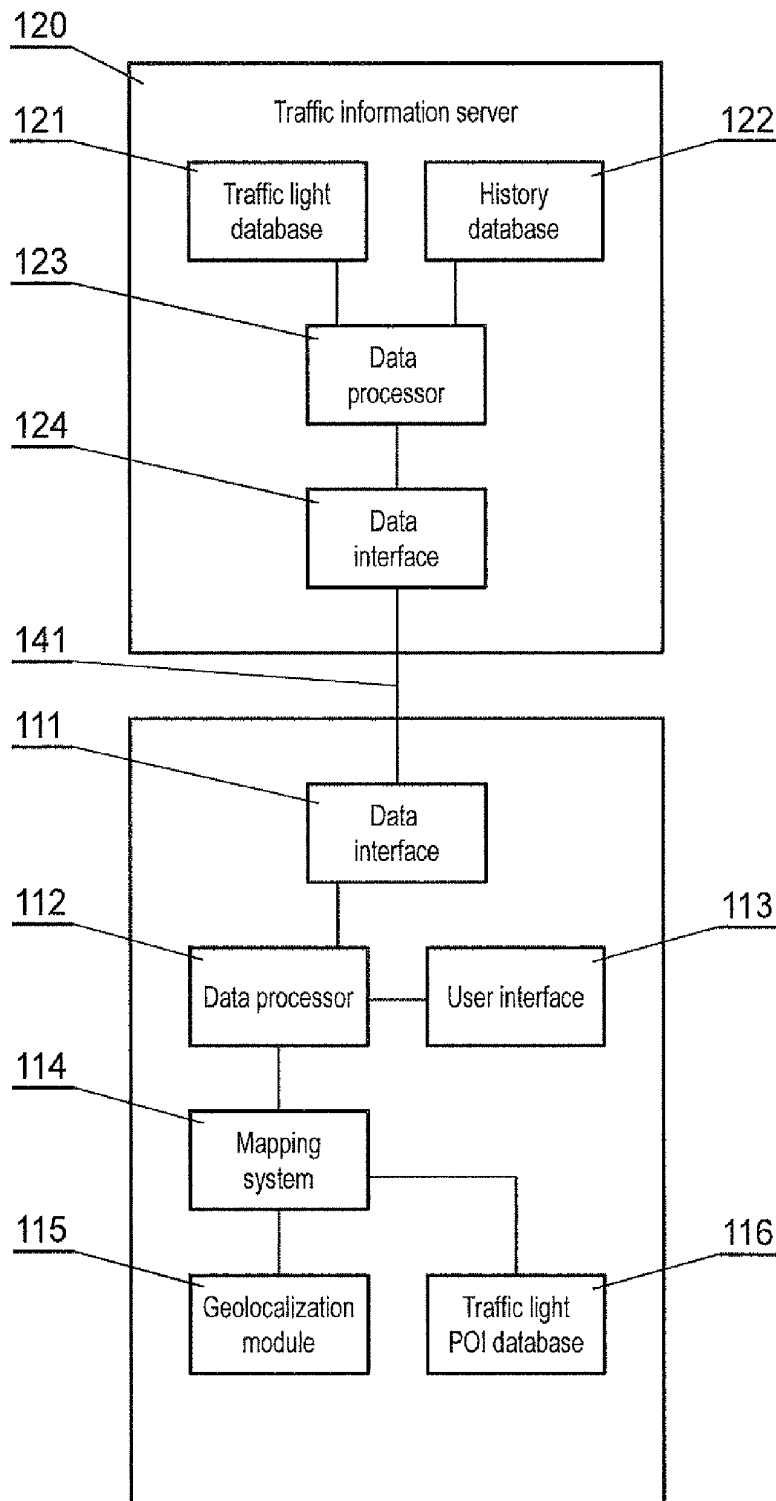 120
Traffic information server
121
122
Traffic light
database
History
database
123
Data
processor
124
Data
interface
141
111
Data
interface
112
113
Data processor
User interface
114
Mapping
system
115
116
Geolocalization
module
Traffic light
POI database